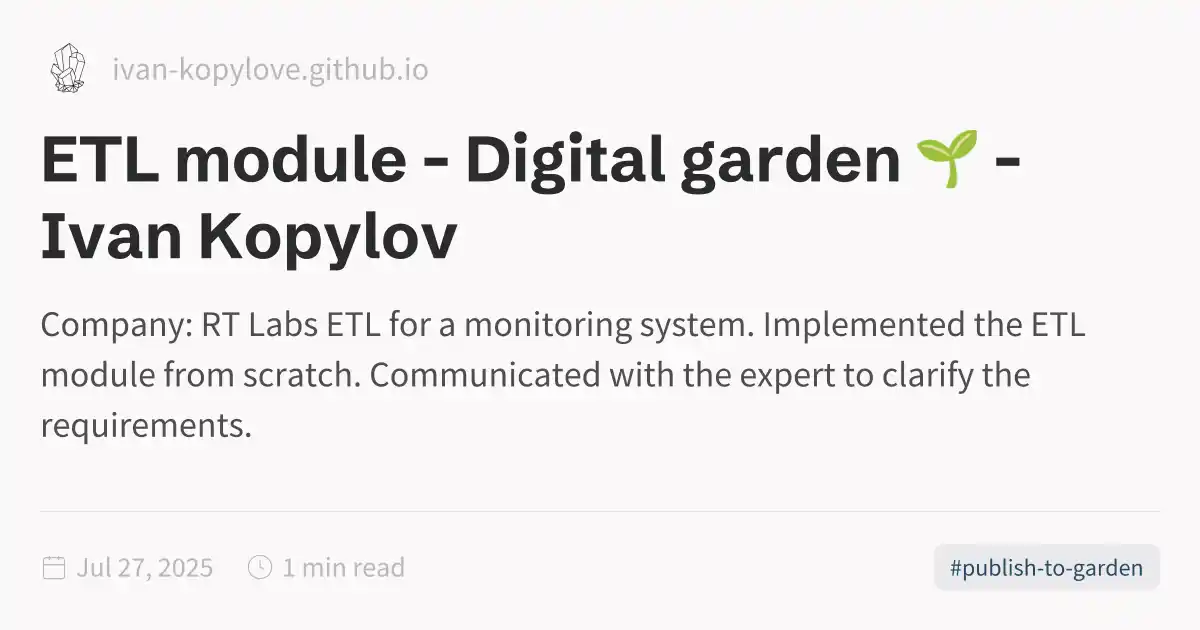 ivan-kopylove.github.io
ETL module - Digital garden 🌱 -
Ivan Kopylov
Company: RT Labs ETL for a monitoring system. Implemented the ETL
module from scratch. Communicated with the expert to clarify the
requirements.
Jul 27, 2025 1 min read #publish-to-garden